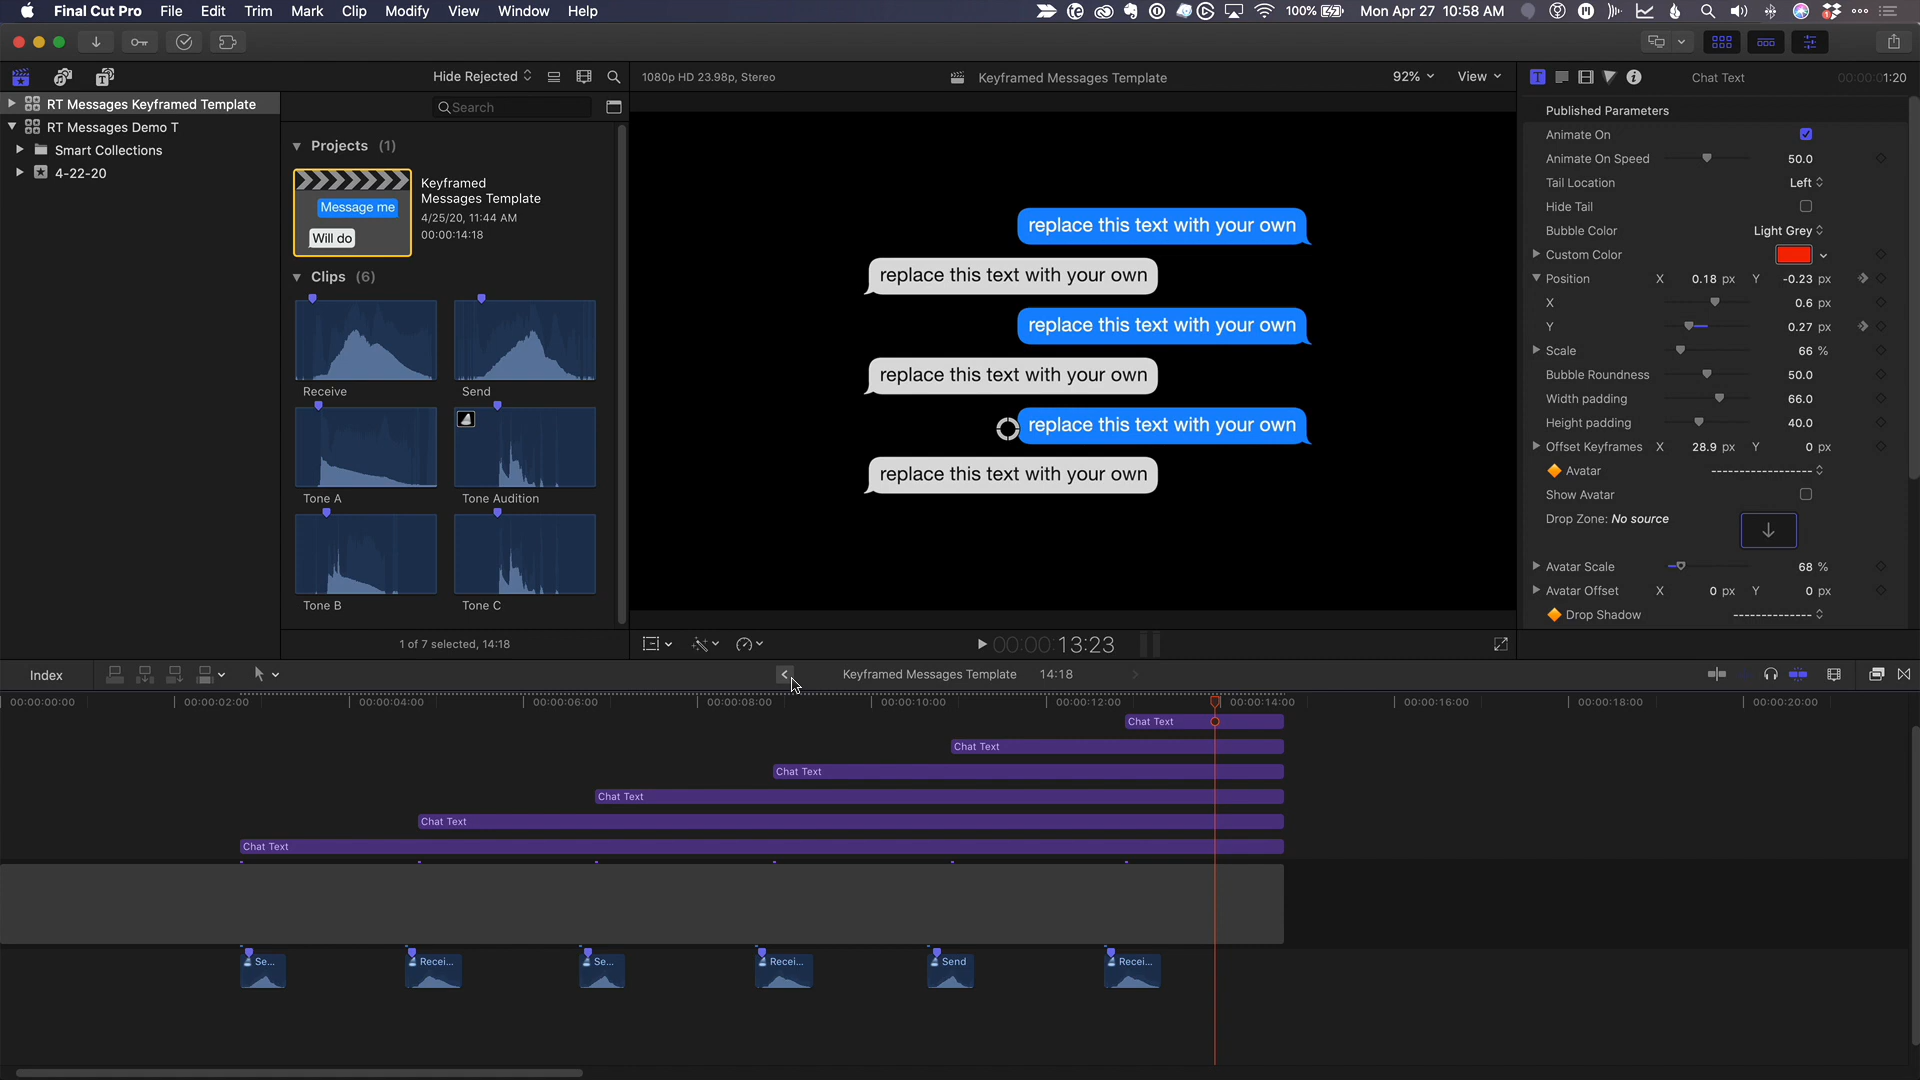 Final Cut Pro File Edit Trim Mark Clip Modify View Window Help 100% Mon Apr 27 10:58 AM
Hide Rejected 1080p HD 23.98p, Stereo Keyframed Messages Template 92% View Chat Text 00:00:01:20
RT Messages Keyframed Template
RT Messages Demo T
Smart Collections
4-22-20
Search
Projects (1)
Message me
Will do
Keyframed
Messages Template
4/25/20, 11:44 AM
00:00:14:18
Clips (6)
Receive
Send
Tone A
Tone Audition
Tone B
Tone C
1 of 7 selected, 14:18
replace this text with your own
replace this text with your own
replace this text with your own
replace this text with your own
replace this text with your own
replace this text with your own
00:00:13:23
Published Parameters
Animate On
Animate On Speed 50.0
Tail Location Left
Hide Tail
Bubble Color Light Grey
Custom Color
Position X 0.18 px Y -0.23 px
X 0.6 px
Y 0.27 px
Scale 66 %
Bubble Roundness 50.0
Width padding 66.0
Height padding 40.0
Offset Keyframes X 28.9 px Y 0 px
Avatar ------------------
Show Avatar
Drop Zone: No source
Avatar Scale 68 %
Avatar Offset X 0 px Y 0 px
Drop Shadow --------------
Index Keyframed Messages Template 14:18
00:00:00:00 00:00:02:00 00:00:04:00 00:00:06:00 00:00:08:00 00:00:10:00 00:00:12:00 00:00:14:00 00:00:16:00 00:00:18:00 00:00:20:00
Chat Text
Chat Text
Chat Text
Chat Text
Chat Text
Chat Text
Se... Recei... Se... Recei... Send Recei...